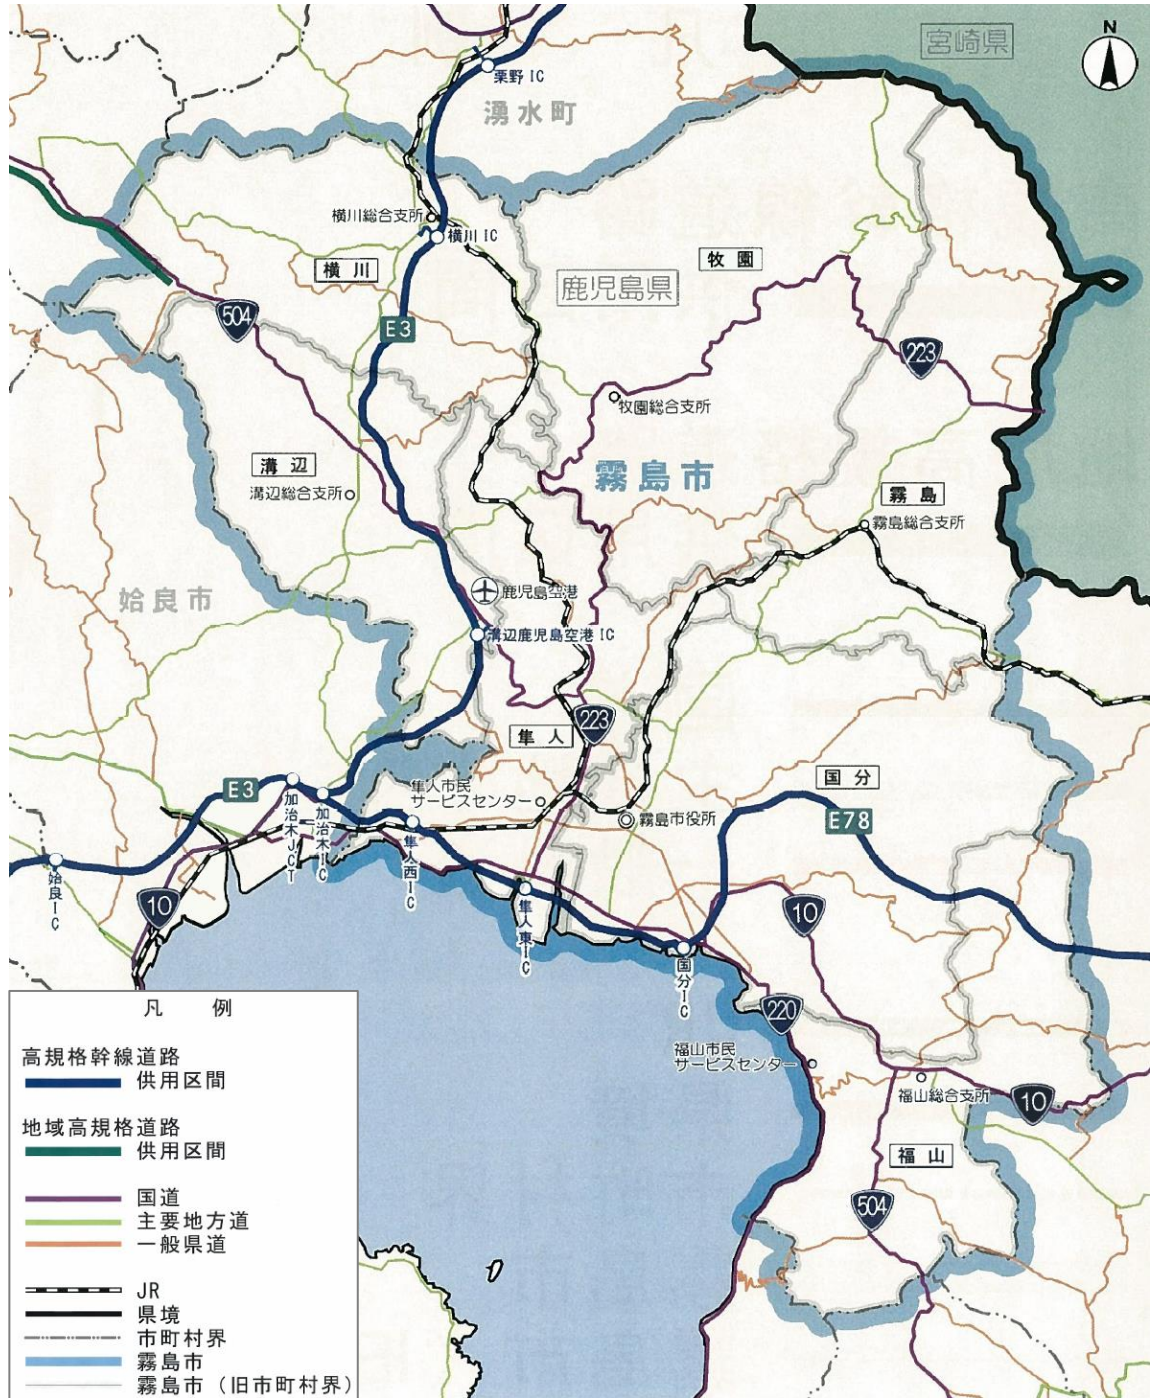 宮崎県
N
栗野 IC
湧水町
横川総合支所
横川 IC
横川
牧園
鹿児島県
504
E3
223
牧園総合支所
溝辺
溝辺総合支所
霧島市
霧島
霧島総合支所
鹿児島空港
姶良市
溝辺鹿児島空港 IC
隼人
223
国分
E3
隼人市民
サービスセンター
霧島市役所
E78
加治木JCT
加治木IC
隼人西IC
姶良IC
10
隼人東IC
10
国分IC
220
福山市民
サービスセンター
福山総合支所
10
福山
504
凡 例
高規格幹線道路
供用区間
地域高規格道路
供用区間
国道
主要地方道
一般県道
JR
県境
市町村界
霧島市
霧島市 (旧市町村界)